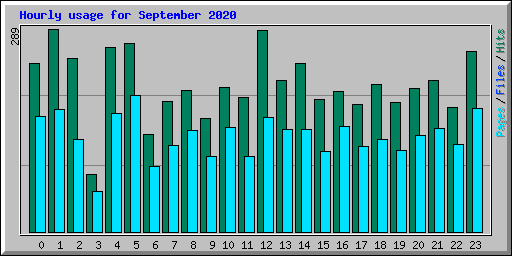 Hourly usage for September 2020
289
Pages/Files/Hits
0 1 2 3 4 5 6 7 8 9 10 11 12 13 14 15 16 17 18 19 20 21 22 23